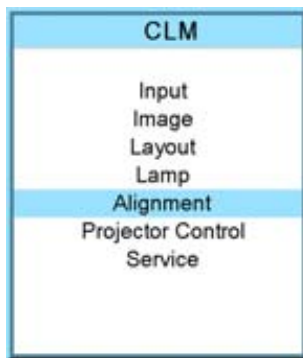 CLM
Input
Image
Layout
Lamp
Alignment
Projector Control
Service